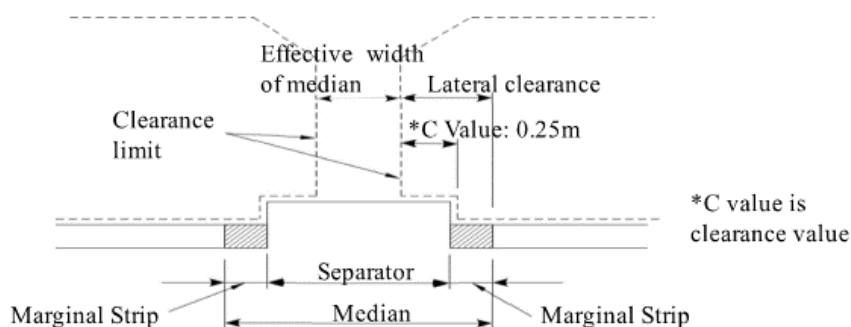 Effective width
of median
Lateral clearance
Clearance
limit
*C Value: 0.25m
*C value is
clearance value
Separator
Marginal Strip
Median
Marginal Strip